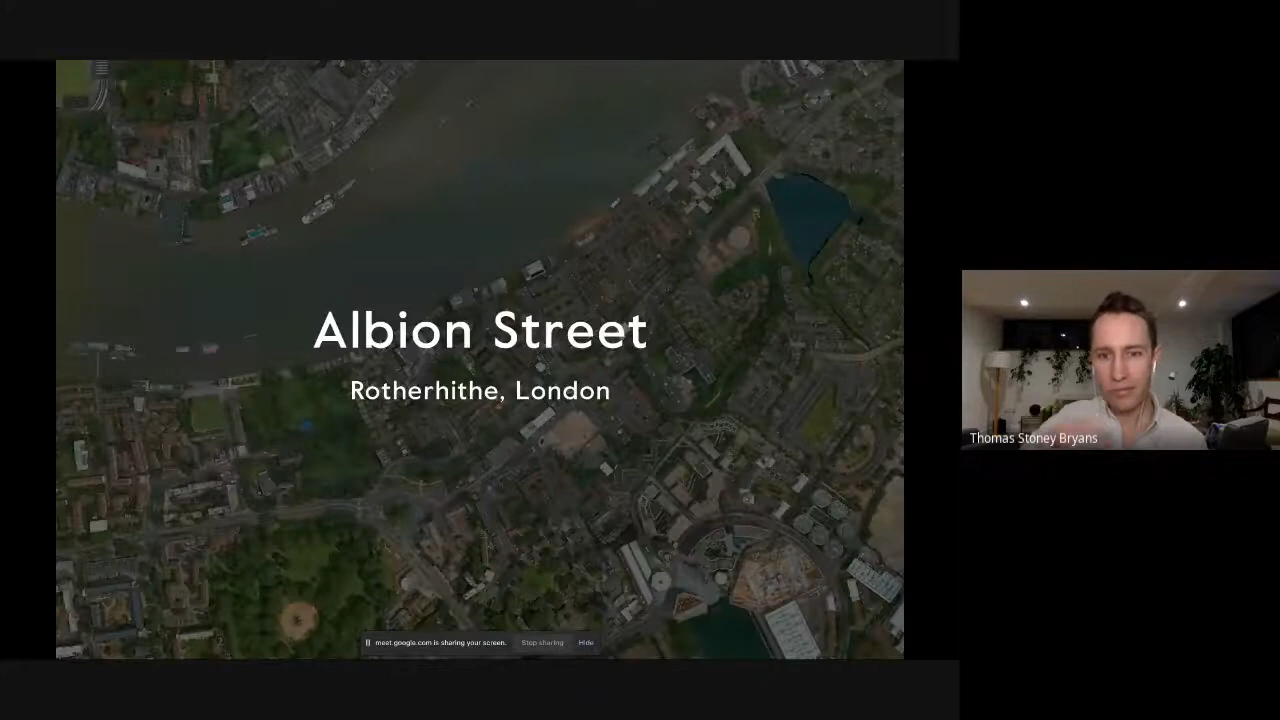 Albion Street
Rotherhithe, London
meet.google.com is sharing your screen. Stop sharing Hide
Thomas Stoney Bryans